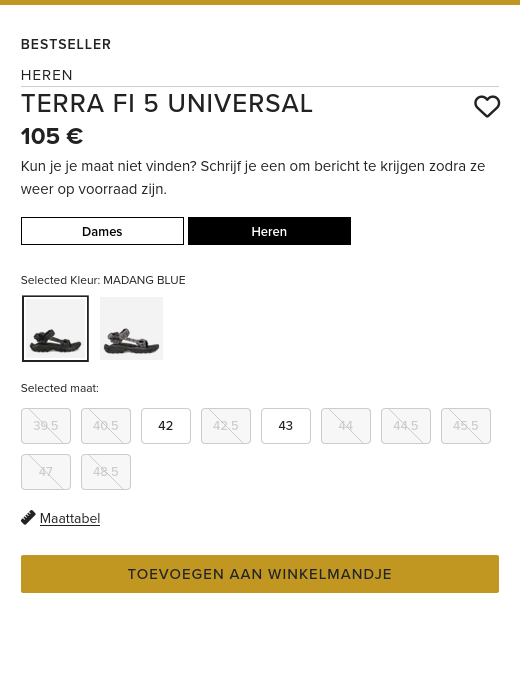 BESTSELLER
HEREN
TERRA FI 5 UNIVERSAL
105 €
Kun je je maat niet vinden? Schrijf je een om bericht te krijgen zodra ze
weer op voorraad zijn.
Dames Heren
Selected Kleur: MADANG BLUE
Selected maat:
39.5 40.5 42 42.5 43 44 44.5 45.5
47 48.5
Maattabel
TOEVOEGEN AAN WINKELMANDJE